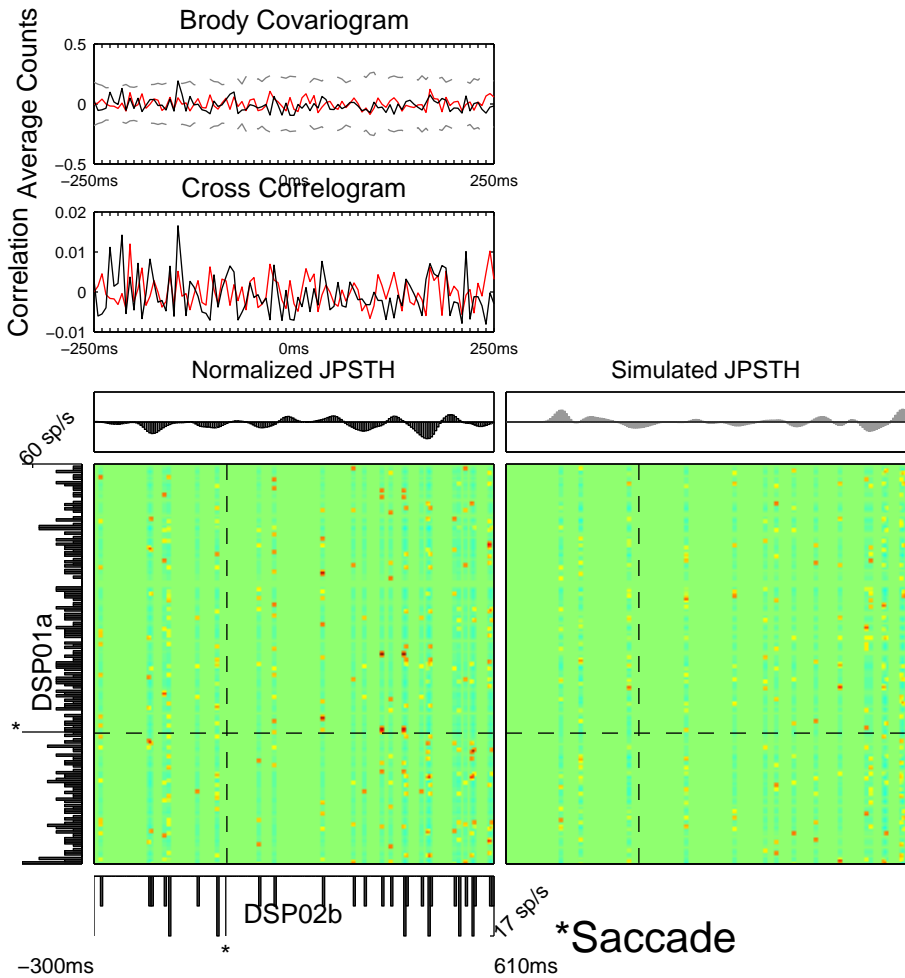 Brody Covariogram
Average Counts
0.5
0
−0.5
−250ms
0ms
250ms
Cross Correlogram
Correlation
0.02
0.01
0
−0.01
−250ms
0ms
250ms
Normalized JPSTH
Simulated JPSTH
60 sp/s
DSP01a
*
DSP02b
17 sp/s
*
*Saccade
−300ms
610ms